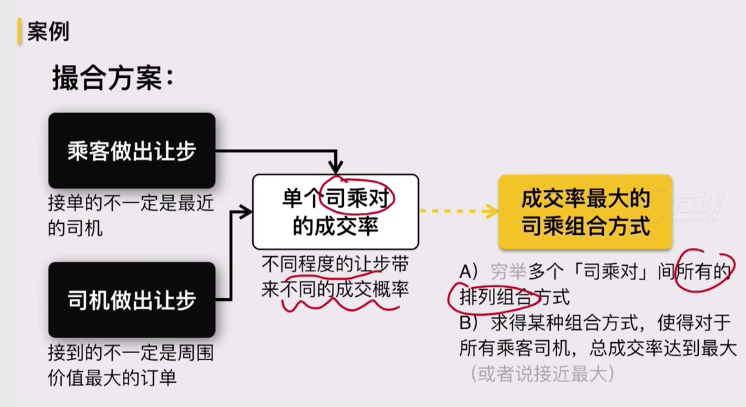 案例
撮合方案：
乘客做出让步
接单的不一定是最近
的司机
司机做出让步
接到的不一定是周围
价值最大的订单
单个司乘对
的成交率
不同程度的让步带
来不同的成交概率
成交率最大的
司乘组合方式
A）穷举多个「司乘对」间所有的
排列组合方式
B）求得某种组合方式，使得对于
所有乘客司机，总成交率达到最大
（或者说接近最大）